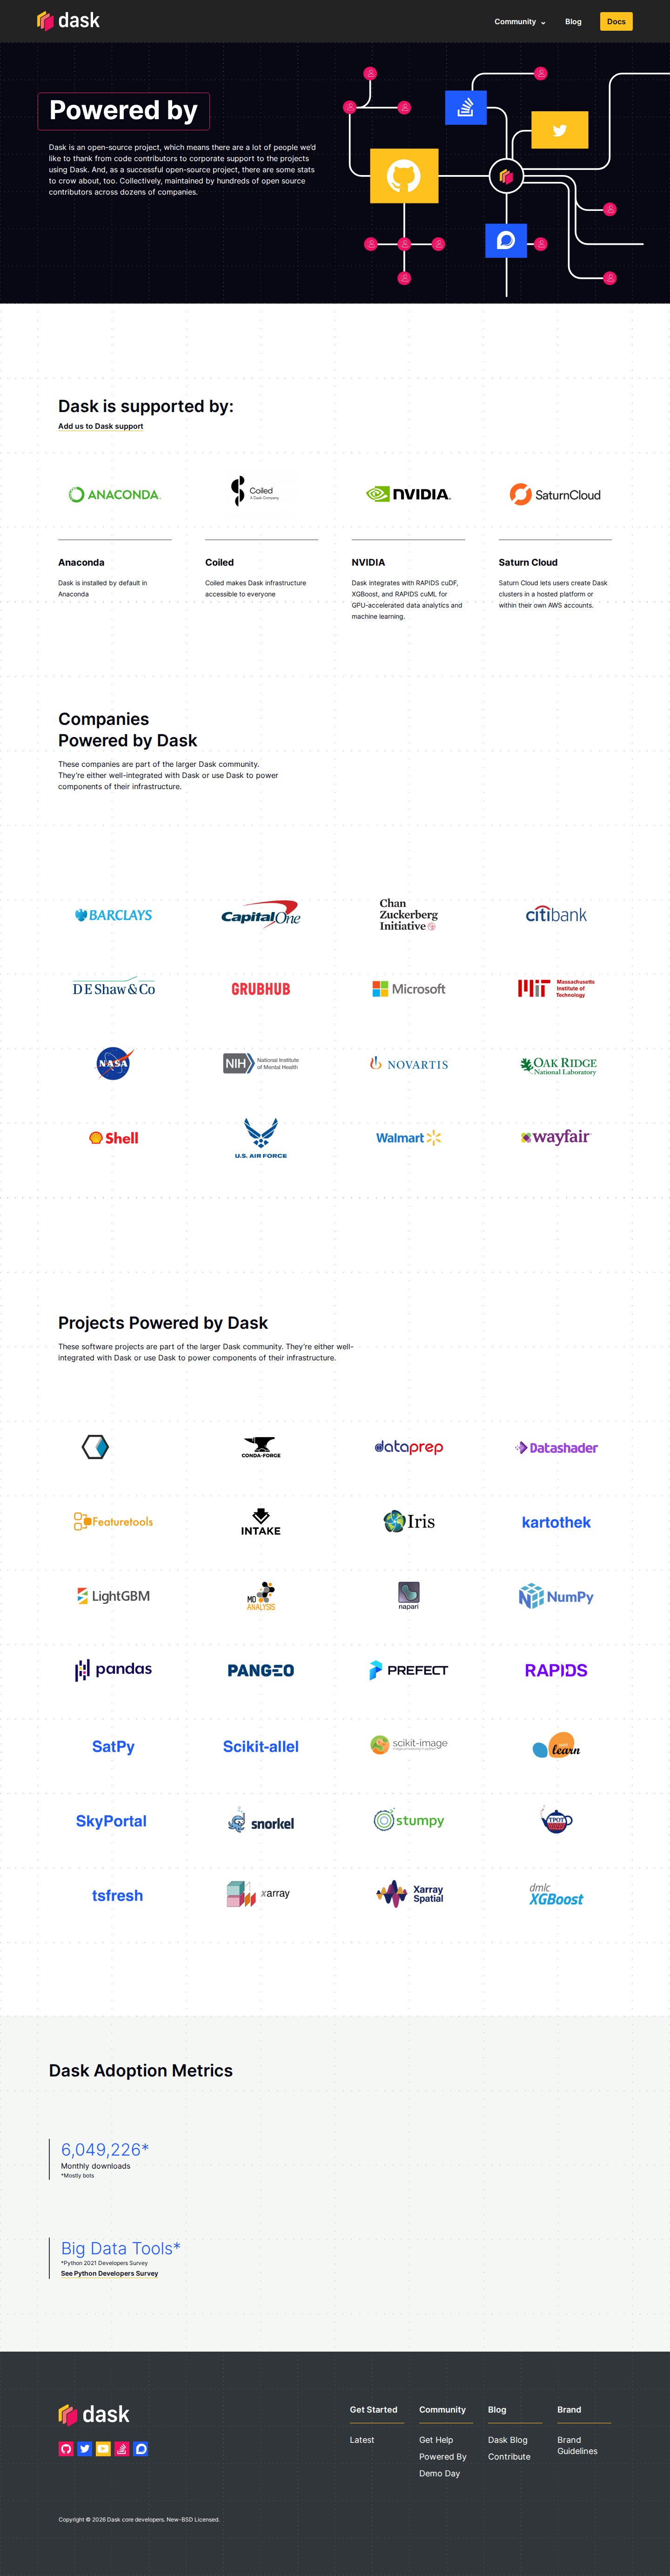 dask
Community
Blog
Docs
Powered by
Dask is an open-source project, which means there are a lot of people we'd
like to thank from code contributors to corporate support to the projects
using Dask. And, as a successful open-source project, there are some stats
to crow about, too. Collectively, maintained by hundreds of open source
contributors across dozens of companies.
Dask is supported by:
Add us to Dask support
ANACONDA.
Coiled
A Dask Company
NVIDIA.
SaturnCloud
Anaconda
Dask is installed by default in
Anaconda
Coiled
Coiled makes Dask infrastructure
accessible to everyone
NVIDIA
Dask integrates with RAPIDS cuDF,
XGBoost, and RAPIDS cuML for
GPU-accelerated data analytics and
machine learning.
Saturn Cloud
Saturn Cloud lets users create Dask
clusters in a hosted platform or
within their own AWS accounts.
Companies
Powered by Dask
These companies are part of the larger Dask community.
They're either well-integrated with Dask or use Dask to power
components of their infrastructure.
BARCLAYS
Capital One
Chan
Zuckerberg
Initiative
citibank
DE Shaw & Co
GRUBHUB
Microsoft
Massachusetts
Institute of
Technology
NASA
NIH
National Institute
of Mental Health
NOVARTIS
OAK RIDGE
National Laboratory
Shell
U.S. AIR FORCE
Walmart
wayfair
Projects Powered by Dask
These software projects are part of the larger Dask community. They're either well-
integrated with Dask or use Dask to power components of their infrastructure.
CONDA-FORGE
dataprep
Datashader
Featuretools
INTAKE
Iris
kartothek
LightGBM
MD
ANALYSIS
napari
NumPy
pandas
PANGEO
PREFECT
RAPIDS
SatPy
Scikit-allel
scikit-image
image processing in python
learn
SkyPortal
snorkel
stumpy
TPOT
tsfresh
xarray
Xarray
Spatial
dmlc
XGBoost
Dask Adoption Metrics
6,049,226*
Monthly downloads
*Mostly bots
Big Data Tools*
*Python 2021 Developers Survey
See Python Developers Survey
dask
Get Started
Latest
Community
Get Help
Powered By
Demo Day
Blog
Dask Blog
Contribute
Brand
Brand
Guidelines
Copyright © 2026 Dask core developers. New-BSD Licensed.